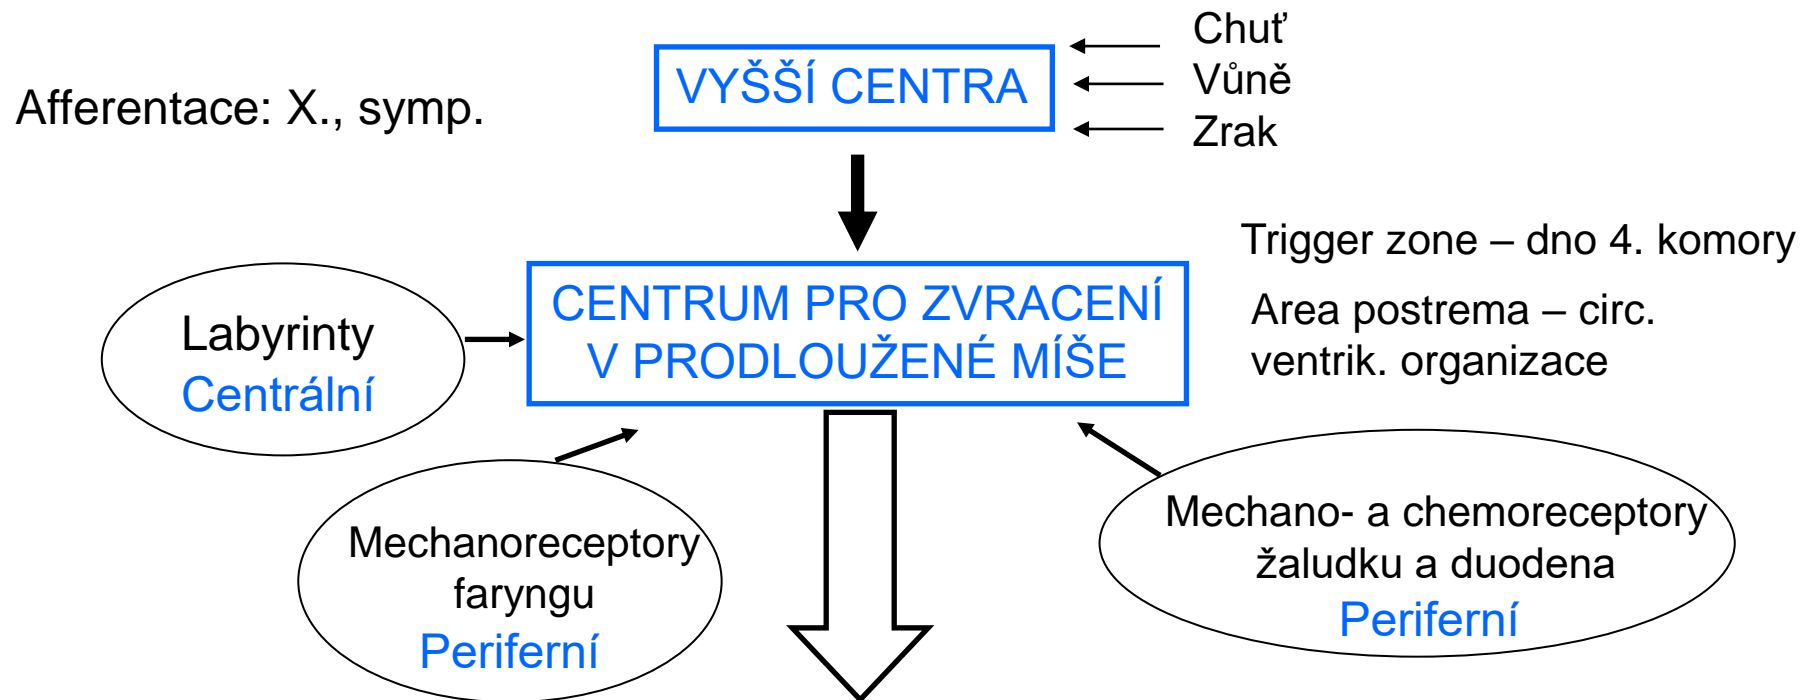 Afferentace: X., symp.
VYŠŠÍ CENTRA
Chuť
Vůně
Zrak
Trigger zone – dno 4. komory
Area postrema – circ.
ventrik. organizace
CENTRUM PRO ZVRACENÍ
V PRODLOUŽENÉ MÍŠE
Labyrinty
Centrální
Mechanoreceptory
faryngu
Periferní
Mechano- a chemoreceptory
žaludku a duodena
Periferní